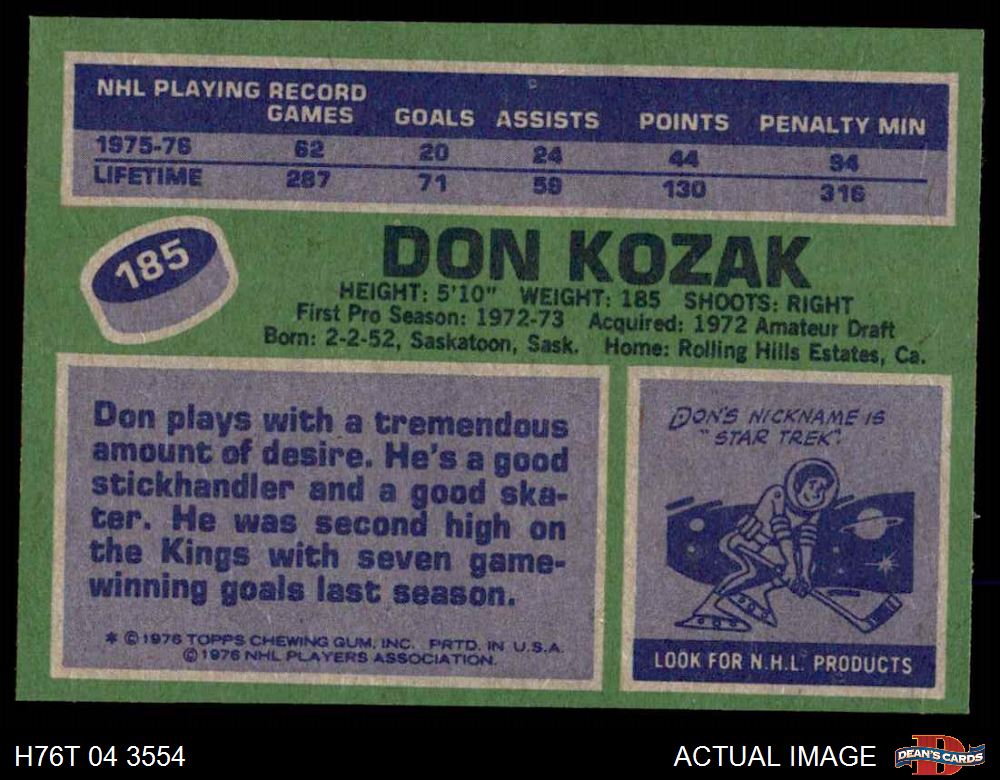 NHL PLAYING RECORD
GAMES GOALS ASSISTS POINTS PENALTY MIN
1975-76 62 20 24 44 94
LIFETIME 287 71 59 130 316
185
DON KOZAK
HEIGHT: 5'10" WEIGHT: 185 SHOOTS: RIGHT
First Pro Season: 1972-73 Acquired: 1972 Amateur Draft
Born: 2-2-52, Saskatoon, Sask. Home: Rolling Hills Estates, Ca.
Don plays with a tremendous
amount of desire. He's a good
stickhandler and a good ska-
ter. He was second high on
the Kings with seven game-
winning goals last season.
* © 1976 TOPPS CHEWING GUM, INC. PRTD. IN U.S.A.
© 1976 NHL PLAYERS ASSOCIATION.
DON'S NICKNAME IS
"STAR TREK".
LOOK FOR N.H.L. PRODUCTS
H76T 04 3554
ACTUAL IMAGE
D
DEAN'S CARDS